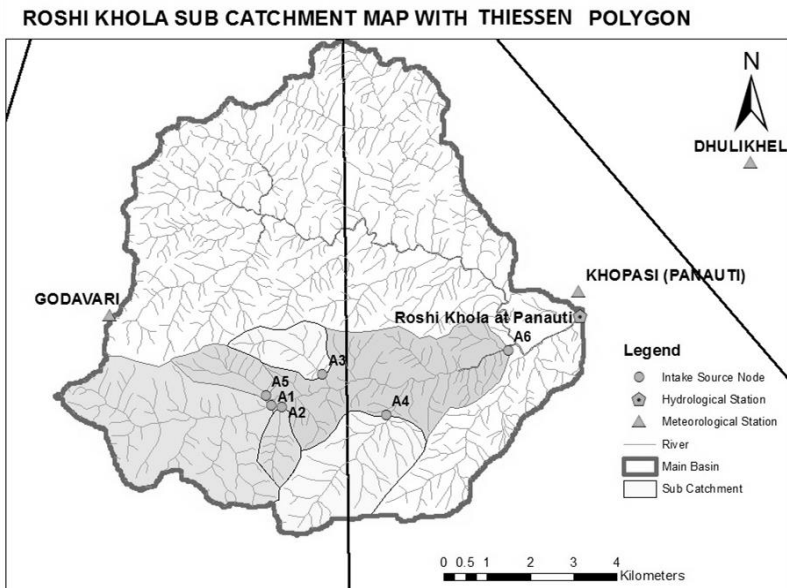 ROSHI KHOLA SUB CATCHMENT MAP WITH THIESSEN POLYGON
N
DHULIKHEL
KHOPASI (PANAUTI)
GODAVARI
Roshi Khola at Panauti
A6
A3
A5
A1
A2
A4
Legend
Intake Source Node
Hydrological Station
Meteorological Station
River
Main Basin
Sub Catchment
0 0.5 1 2 3 4
Kilometers